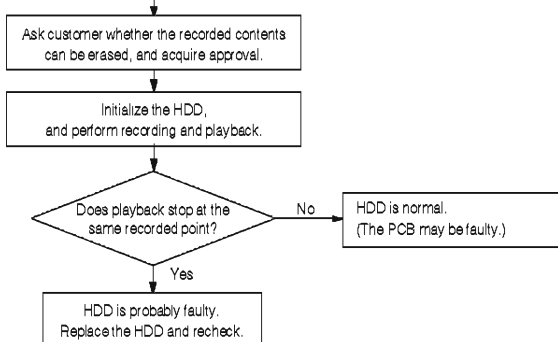 Ask customer whether the recorded contents
can be erased, and acquire approval.
Initialize the HDD,
and perform recording and playback.
Does playback stop at the
same recorded point?
No
HDD is normal.
(The PCB may be faulty.)
Yes
HDD is probably faulty.
Replace the HDD and recheck.